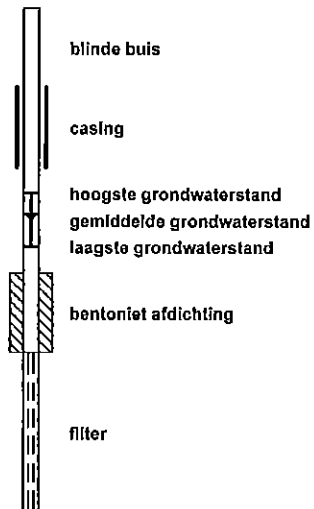 blinde buis
casing
hoogste grondwaterstand
gemiddelde grondwaterstand
laagste grondwaterstand
bentoniet afdichting
filter